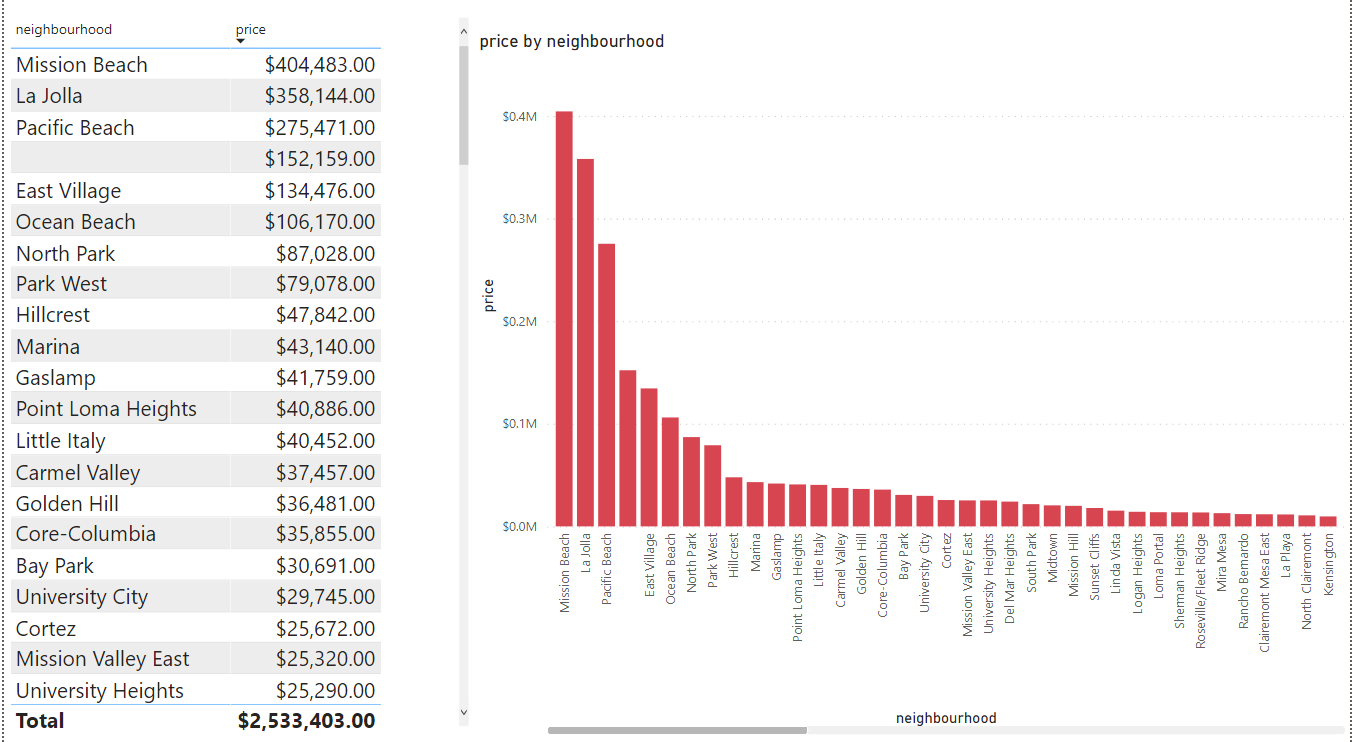 neighbourhood price
Mission Beach $404,483.00
La Jolla $358,144.00
Pacific Beach $275,471.00
$152,159.00
East Village $134,476.00
Ocean Beach $106,170.00
North Park $87,028.00
Park West $79,078.00
Hillcrest $47,842.00
Marina $43,140.00
Gaslamp $41,759.00
Point Loma Heights $40,886.00
Little Italy $40,452.00
Carmel Valley $37,457.00
Golden Hill $36,481.00
Core-Columbia $35,855.00
Bay Park $30,691.00
University City $29,745.00
Cortez $25,672.00
Mission Valley East $25,320.00
University Heights $25,290.00
Total $2,533,403.00
price by neighbourhood
price
$0.4M
$0.3M
$0.2M
$0.1M
$0.0M
Mission Beach
La Jolla
Pacific Beach
East Village
Ocean Beach
North Park
Park West
Hillcrest
Marina
Gaslamp
Point Loma Heights
Little Italy
Carmel Valley
Golden Hill
Core-Columbia
Bay Park
University City
Cortez
Mission Valley East
University Heights
Del Mar Heights
South Park
Midtown
Mission Hill
Sunset Cliffs
Linda Vista
Logan Heights
Loma Portal
Sherman Heights
Roseville/Fleet Ridge
Mira Mesa
Rancho Bernardo
Clairemont Mesa East
La Playa
North Clairemont
Kensington
neighbourhood